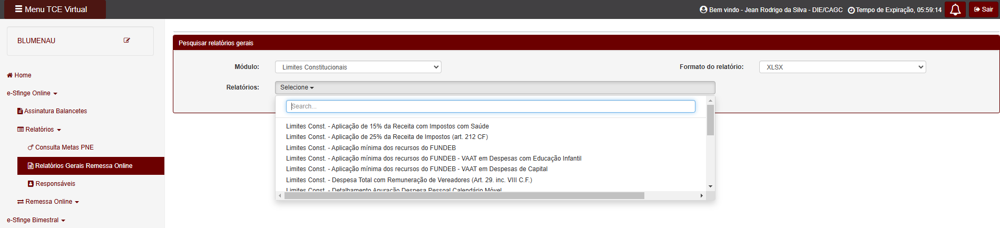 Menu TCE Virtual
Bem vindo - Jean Rodrigo da Silva - DIE/CAGC
Tempo de Expiração, 05:59:14
Sair
BLUMENAU
Home
e-Sfinge Online
Assinatura Balancetes
Relatórios
Consulta Metas PNE
Relatórios Gerais Remessa Online
Responsáveis
Remessa Online
e-Sfinge Bimestral
Pesquisar relatórios gerais
Módulo:
Limites Constitucionais
Formato do relatório:
XLSX
Relatórios:
Selecione
Search...
Limites Const. - Aplicação de 15% da Receita com Impostos com Saúde
Limites Const. - Aplicação de 25% da Receita de Impostos (art. 212 CF)
Limites Const. - Aplicação mínima dos recursos do FUNDEB
Limites Const. - Aplicação mínima dos recursos do FUNDEB - VAAT em Despesas com Educação Infantil
Limites Const. - Aplicação mínima dos recursos do FUNDEB - VAAT em Despesas de Capital
Limites Const. - Despesa Total com Remuneração de Vereadores (Art. 29. inc. VIII C.F.)
Limites Const. - Detalhamento Apuração Despesa Pessoal Calendário Móvel